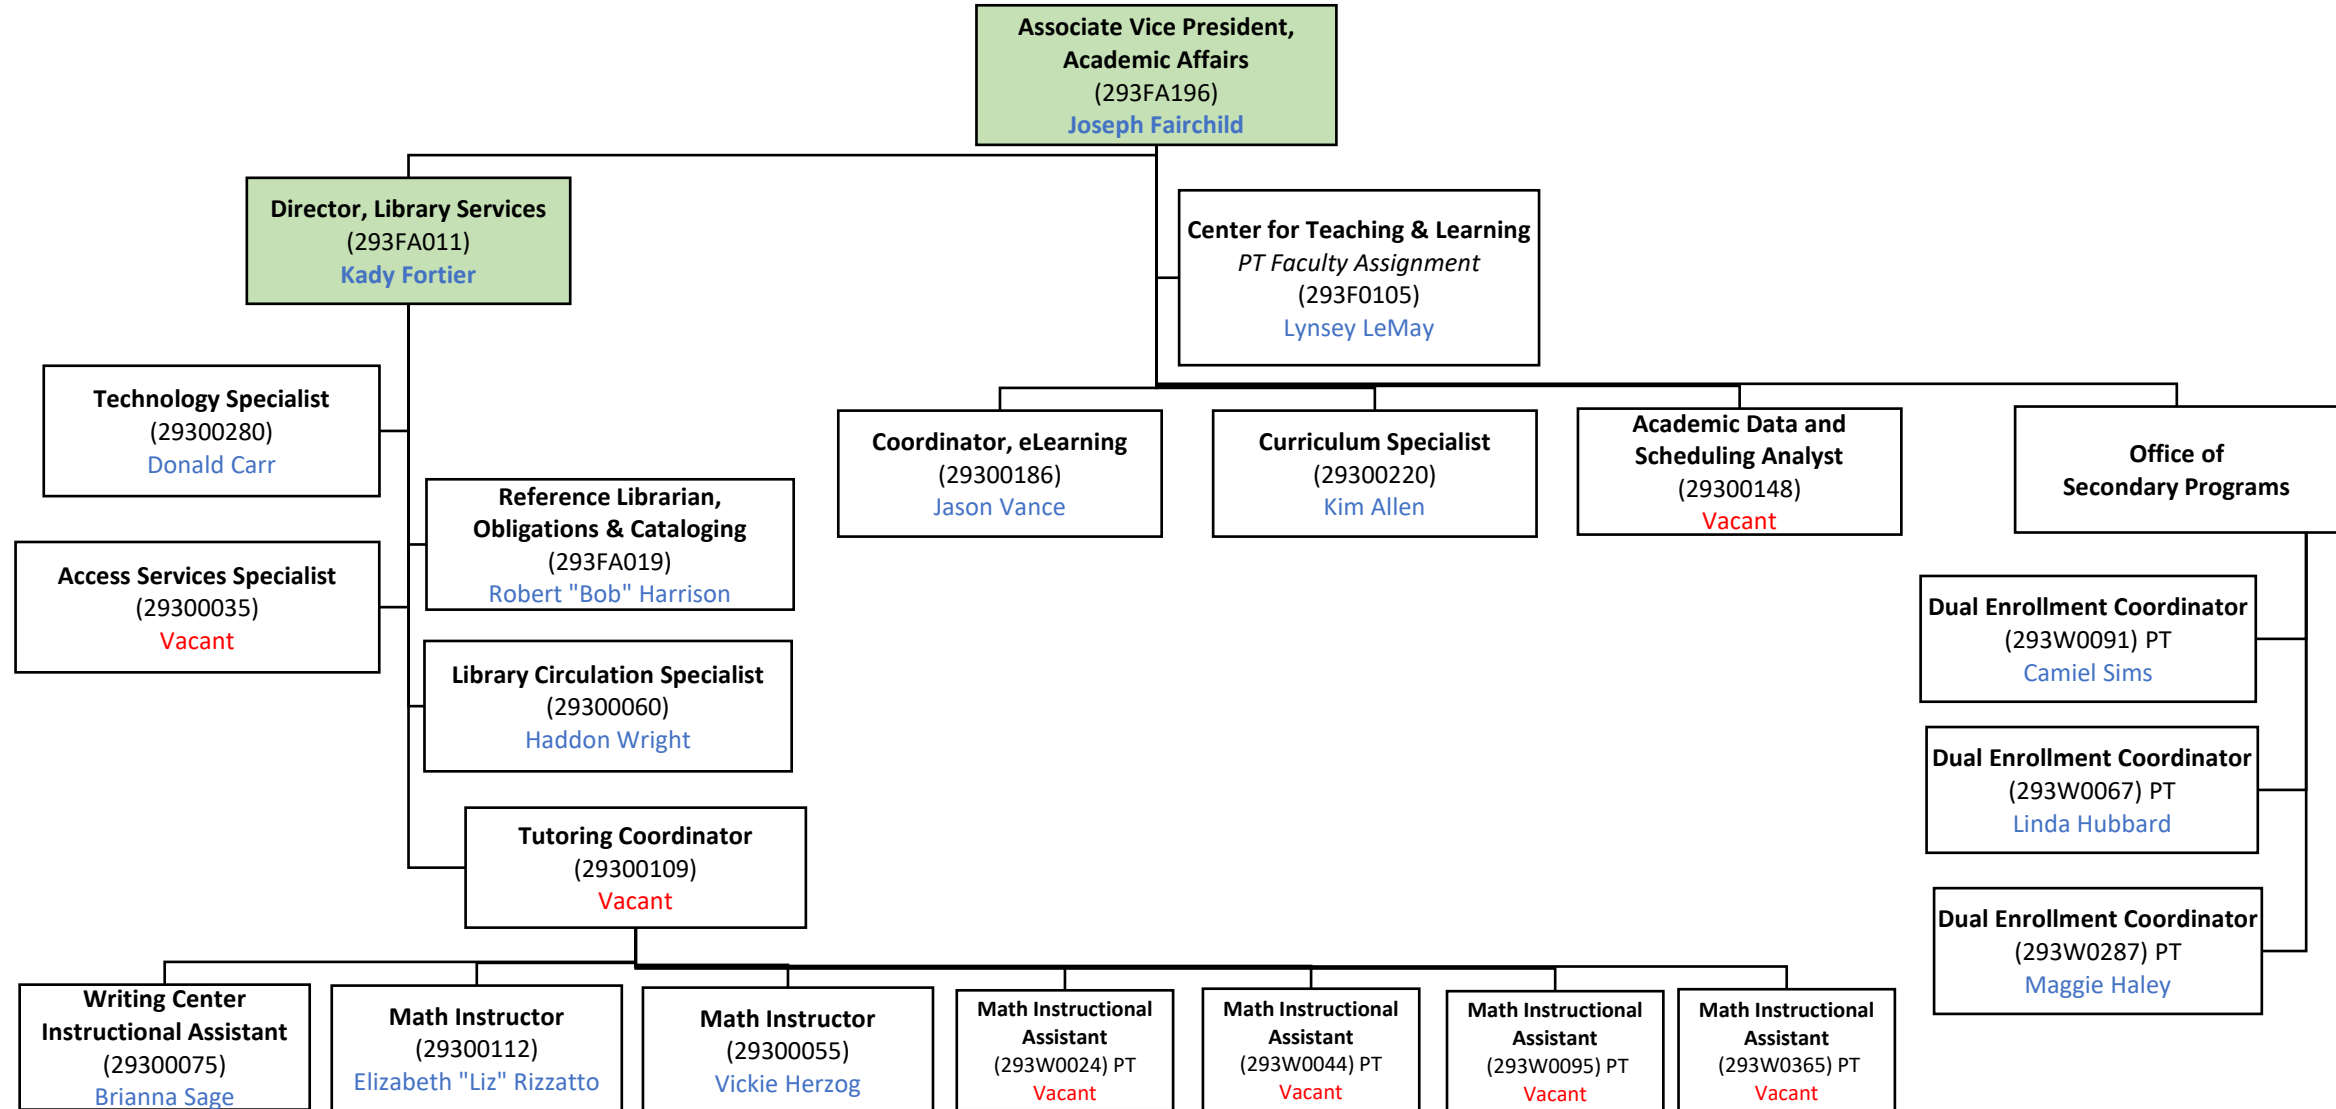 Associate Vice President,
Academic Affairs
(293FA196)
Joseph Fairchild
Director, Library Services
(293FA011)
Kady Fortier
Center for Teaching & Learning
PT Faculty Assignment
(293F0105)
Lynsey LeMay
Technology Specialist
(29300280)
Donald Carr
Reference Librarian,
Obligations & Cataloging
(293FA019)
Robert "Bob" Harrison
Access Services Specialist
(29300035)
Vacant
Library Circulation Specialist
(29300060)
Haddon Wright
Tutoring Coordinator
(29300109)
Vacant
Coordinator, eLearning
(29300186)
Jason Vance
Curriculum Specialist
(29300220)
Kim Allen
Academic Data and
Scheduling Analyst
(29300148)
Vacant
Office of
Secondary Programs
Dual Enrollment Coordinator
(293W0091) PT
Camiel Sims
Dual Enrollment Coordinator
(293W0067) PT
Linda Hubbard
Dual Enrollment Coordinator
(293W0287) PT
Maggie Haley
Writing Center
Instructional Assistant
(29300075)
Brianna Sage
Math Instructor
(29300112)
Elizabeth "Liz" Rizzatto
Math Instructor
(29300055)
Vickie Herzog
Math Instructional
Assistant
(293W0024) PT
Vacant
Math Instructional
Assistant
(293W0044) PT
Vacant
Math Instructional
Assistant
(293W0095) PT
Vacant
Math Instructional
Assistant
(293W0365) PT
Vacant